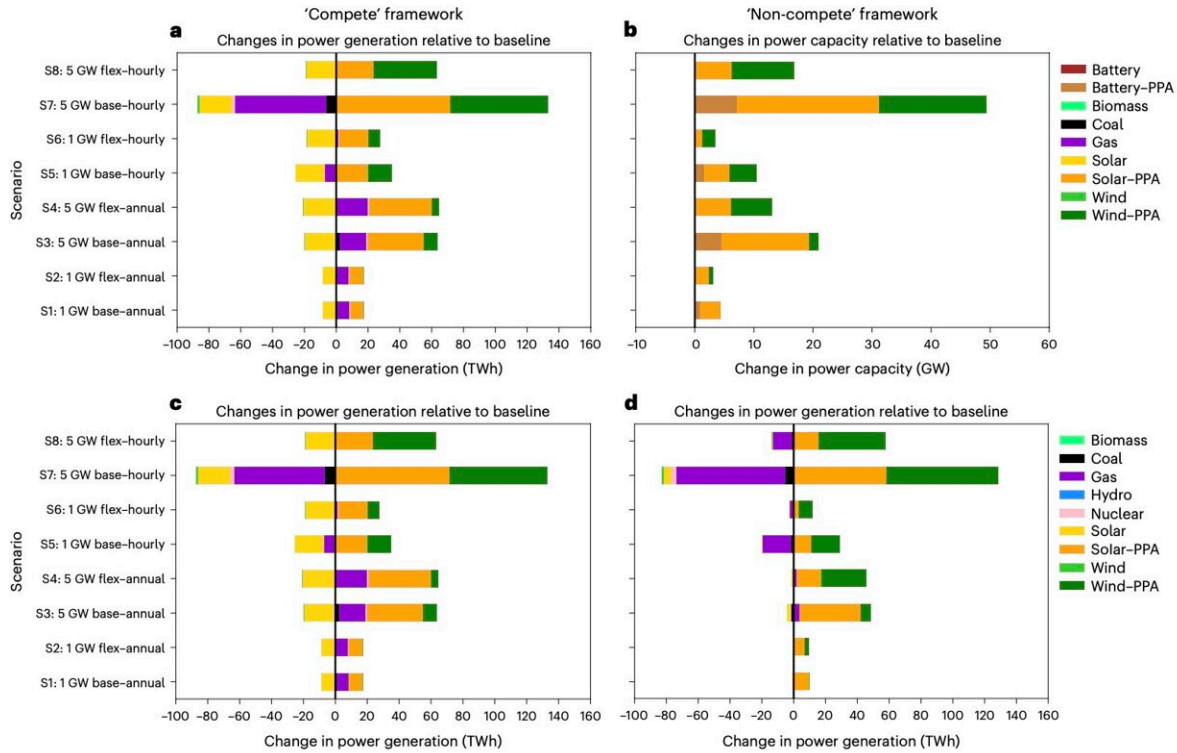 'Compete' framework
'Non-compete' framework
a
Changes in power generation relative to baseline
Scenario
S8: 5 GW flex–hourly
S7: 5 GW base–hourly
S6: 1 GW flex–hourly
S5: 1 GW base–hourly
S4: 5 GW flex–annual
S3: 5 GW base–annual
S2: 1 GW flex–annual
S1: 1 GW base–annual
−100 −80 −60 −40 −20 0 20 40 60 80 100 120 140 160
Change in power generation (TWh)
b
Changes in power capacity relative to baseline
−10 0 10 20 30 40 50 60
Change in power capacity (GW)
Battery
Battery–PPA
Biomass
Coal
Gas
Solar
Solar–PPA
Wind
Wind–PPA
c
Changes in power generation relative to baseline
Scenario
S8: 5 GW flex–hourly
S7: 5 GW base–hourly
S6: 1 GW flex–hourly
S5: 1 GW base–hourly
S4: 5 GW flex–annual
S3: 5 GW base–annual
S2: 1 GW flex–annual
S1: 1 GW base–annual
−100 −80 −60 −40 −20 0 20 40 60 80 100 120 140 160
Change in power generation (TWh)
d
Changes in power generation relative to baseline
−100 −80 −60 −40 −20 0 20 40 60 80 100 120 140 160
Change in power generation (TWh)
Biomass
Coal
Gas
Hydro
Nuclear
Solar
Solar–PPA
Wind
Wind–PPA